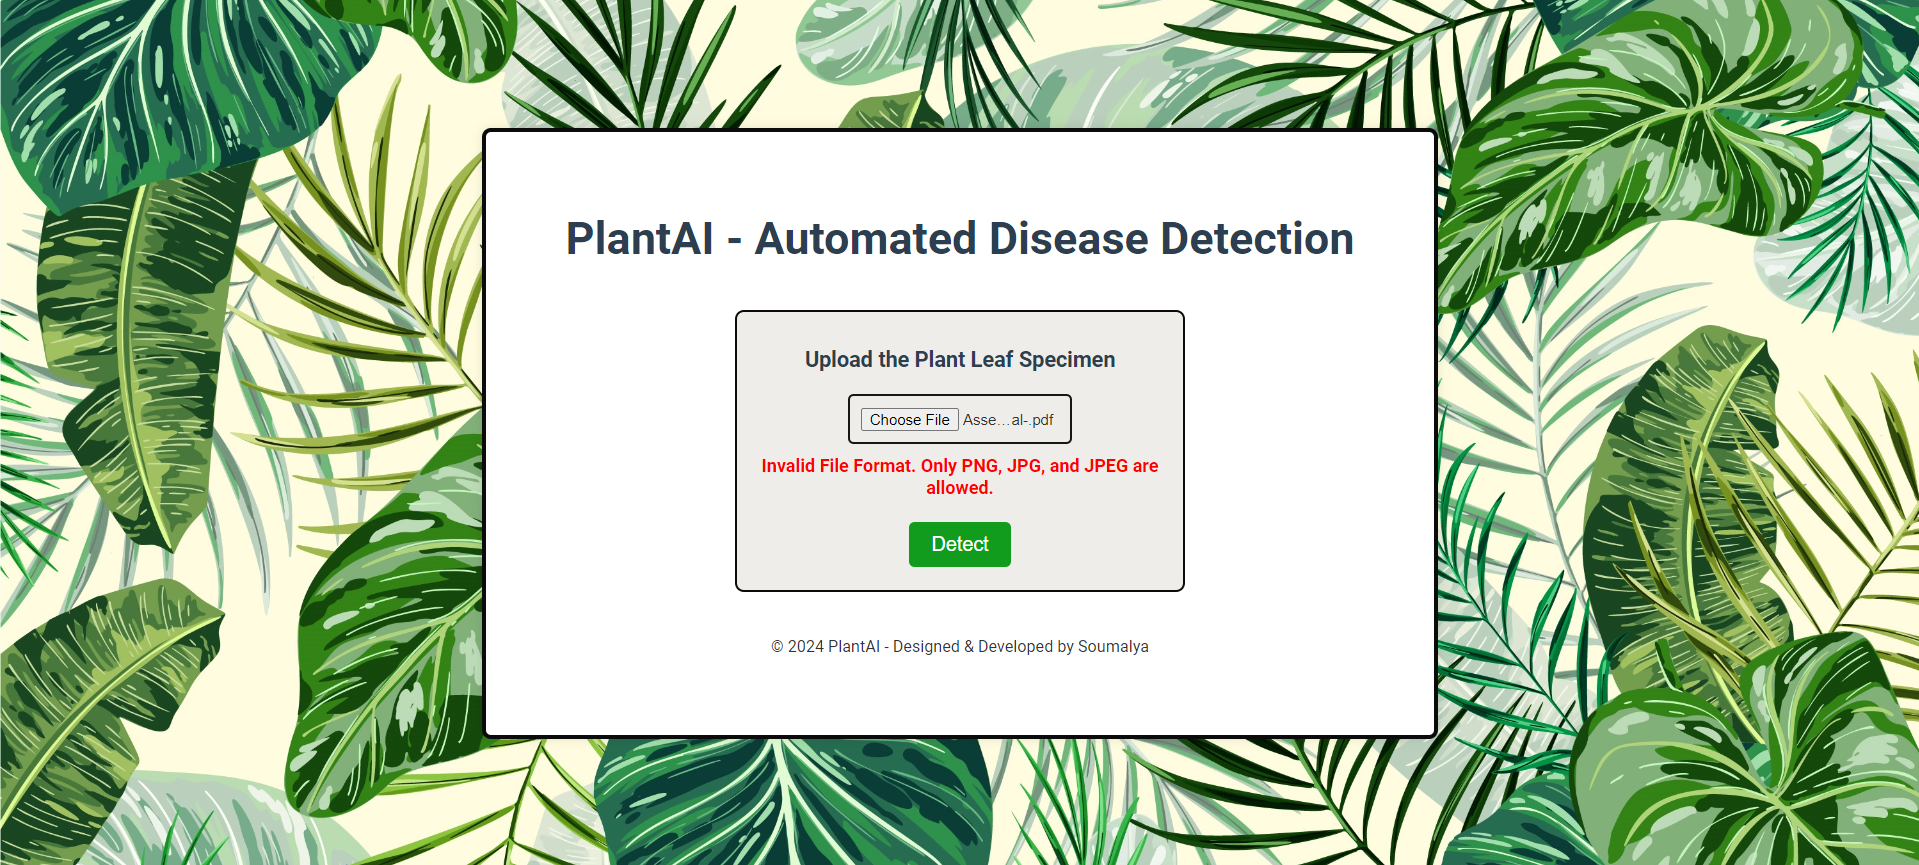 PlantAI - Automated Disease Detection
Upload the Plant Leaf Specimen
Choose File Asse...al-.pdf
Invalid File Format. Only PNG, JPG, and JPEG are
allowed.
Detect
© 2024 PlantAI - Designed & Developed by Soumalya